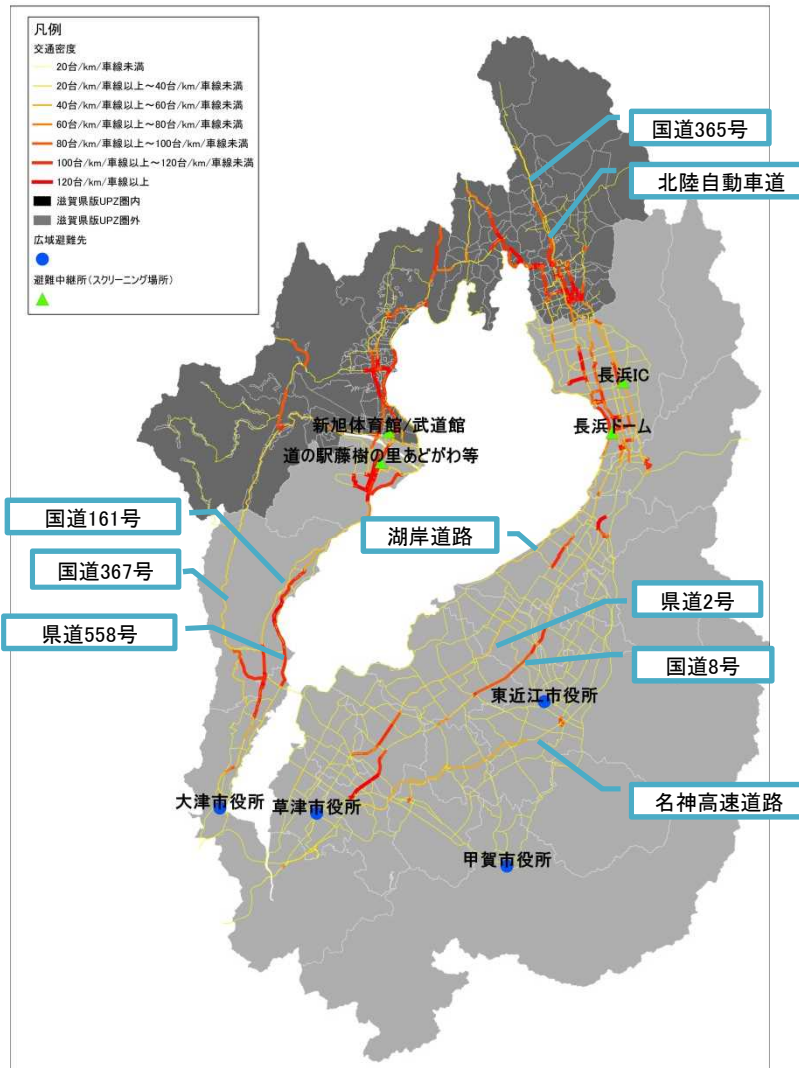 凡例
交通密度
20台/km/車線未満
20台/km/車線以上～40台/km/車線未満
40台/km/車線以上～60台/km/車線未満
60台/km/車線以上～80台/km/車線未満
80台/km/車線以上～100台/km/車線未満
100台/km/車線以上～120台/km/車線未満
120台/km/車線以上
滋賀県版UPZ圏内
滋賀県版UPZ圏外
広域避難先
避難中継所(スクリーニング場所)
国道365号
北陸自動車道
長浜IC
新旭体育館/武道館
長浜ドーム
道の駅藤樹の里あどがわ等
国道161号
湖岸道路
国道367号
県道2号
県道558号
国道8号
東近江市役所
名神高速道路
大津市役所
草津市役所
甲賀市役所